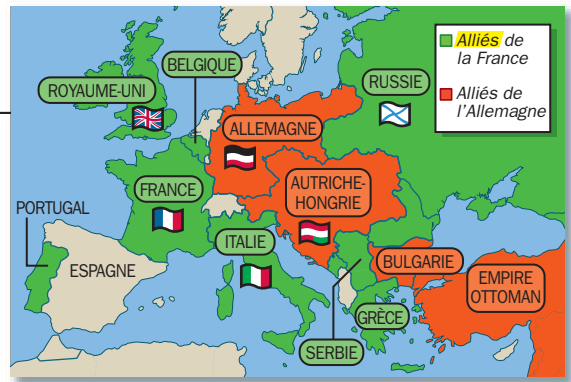 Alliés de
la France
Alliés de
l'Allemagne
BELGIQUE
ROYAUME-UNI
RUSSIE
ALLEMAGNE
FRANCE
AUTRICHE-
HONGRIE
PORTUGAL
ITALIE
ESPAGNE
BULGARIE
EMPIRE
OTTOMAN
GRÈCE
SERBIE